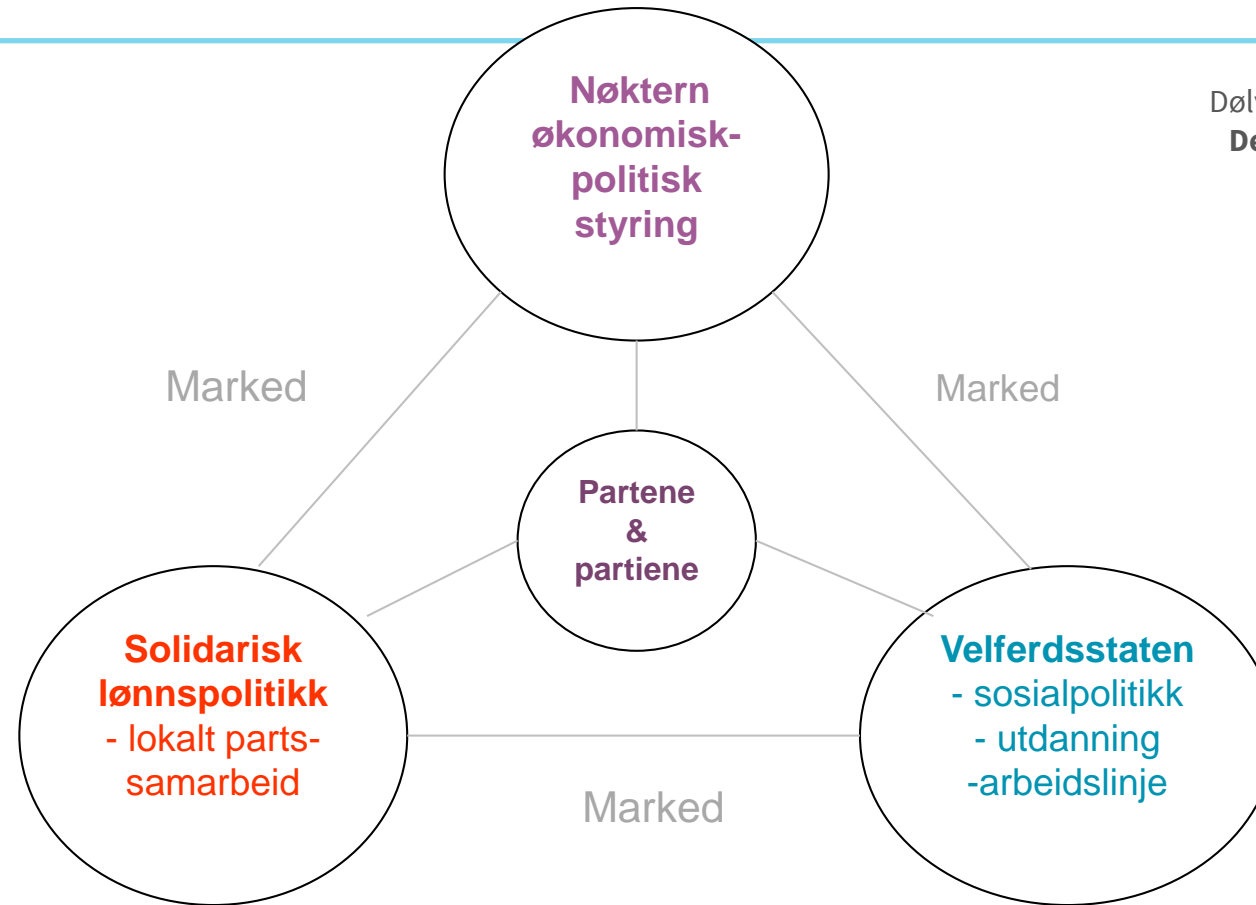 Nøktern
økonomisk-
politisk
styring
Marked
Marked
Partene
&
partiene
Solidarisk
lønnspolitikk
- lokalt parts-
samarbeid
Velferdsstaten
- sosialpolitikk
- utdanning
-arbeidslinje
Marked